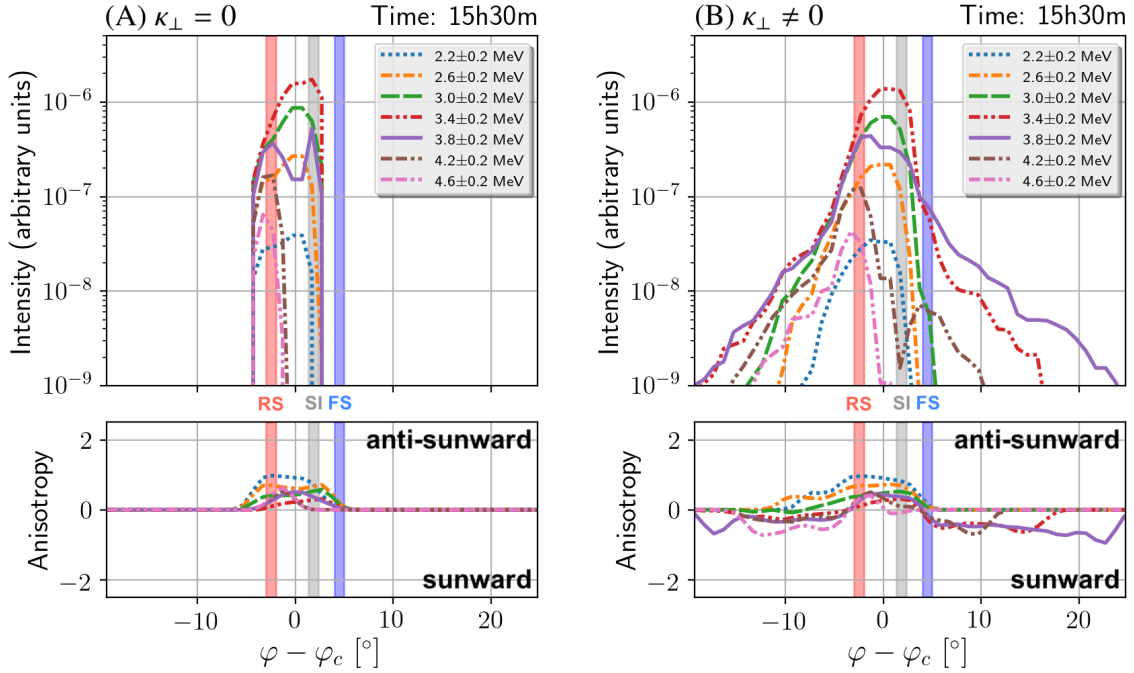 (A) κ⊥ = 0 Time: 15h30m
Intensity (arbitrary units)
10⁻⁶
10⁻⁷
10⁻⁸
10⁻⁹
2.2±0.2 MeV
2.6±0.2 MeV
3.0±0.2 MeV
3.4±0.2 MeV
3.8±0.2 MeV
4.2±0.2 MeV
4.6±0.2 MeV
RS SI FS
Anisotropy
2
0
−2
anti-sunward
sunward
−10 0 10 20
φ − φc [°]
(B) κ⊥ ≠ 0 Time: 15h30m
Intensity (arbitrary units)
10⁻⁶
10⁻⁷
10⁻⁸
10⁻⁹
2.2±0.2 MeV
2.6±0.2 MeV
3.0±0.2 MeV
3.4±0.2 MeV
3.8±0.2 MeV
4.2±0.2 MeV
4.6±0.2 MeV
RS SI FS
Anisotropy
2
0
−2
anti-sunward
sunward
−10 0 10 20
φ − φc [°]